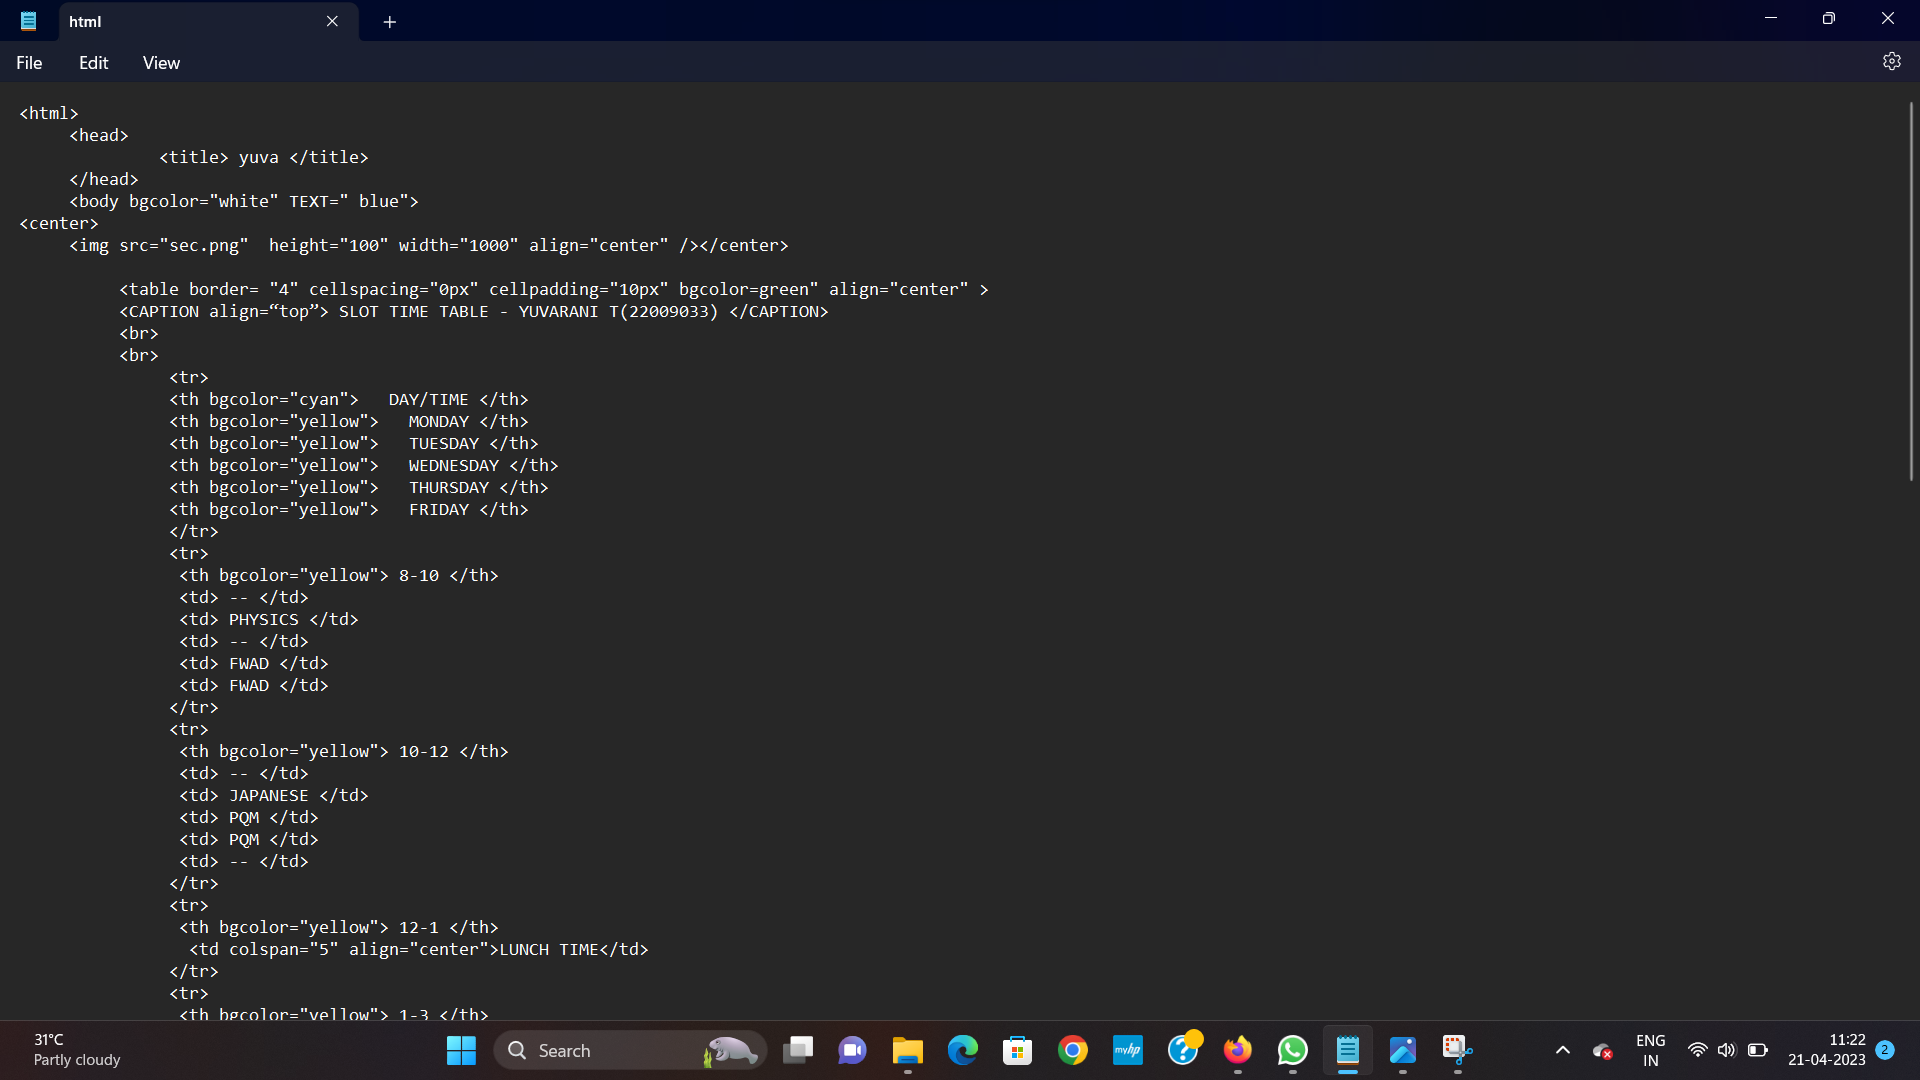 html
File Edit View
<html>
<head>
<title> yuva </title>
</head>
<body bgcolor="white" TEXT=" blue">
<center>
<img src="sec.png"  height="100" width="1000" align="center" /></center>
<table border= "4" cellspacing="0px" cellpadding="10px" bgcolor=green" align="center" >
<CAPTION align=“top”> SLOT TIME TABLE - YUVARANI T(22009033) </CAPTION>
<br>
<br>
<tr>
<th bgcolor="cyan">   DAY/TIME </th>
<th bgcolor="yellow">   MONDAY </th>
<th bgcolor="yellow">   TUESDAY </th>
<th bgcolor="yellow">   WEDNESDAY </th>
<th bgcolor="yellow">   THURSDAY </th>
<th bgcolor="yellow">   FRIDAY </th>
</tr>
<tr>
<th bgcolor="yellow"> 8-10 </th>
<td> -- </td>
<td> PHYSICS </td>
<td> -- </td>
<td> FWAD </td>
<td> FWAD </td>
</tr>
<tr>
<th bgcolor="yellow"> 10-12 </th>
<td> -- </td>
<td> JAPANESE </td>
<td> PQM </td>
<td> PQM </td>
<td> -- </td>
</tr>
<tr>
<th bgcolor="yellow"> 12-1 </th>
<td colspan="5" align="center">LUNCH TIME</td>
</tr>
<tr>
<th bgcolor="yellow"> 1-3 </th>
31°C
Partly cloudy
Search
myhp
ENG
IN
11:22
21-04-2023
2